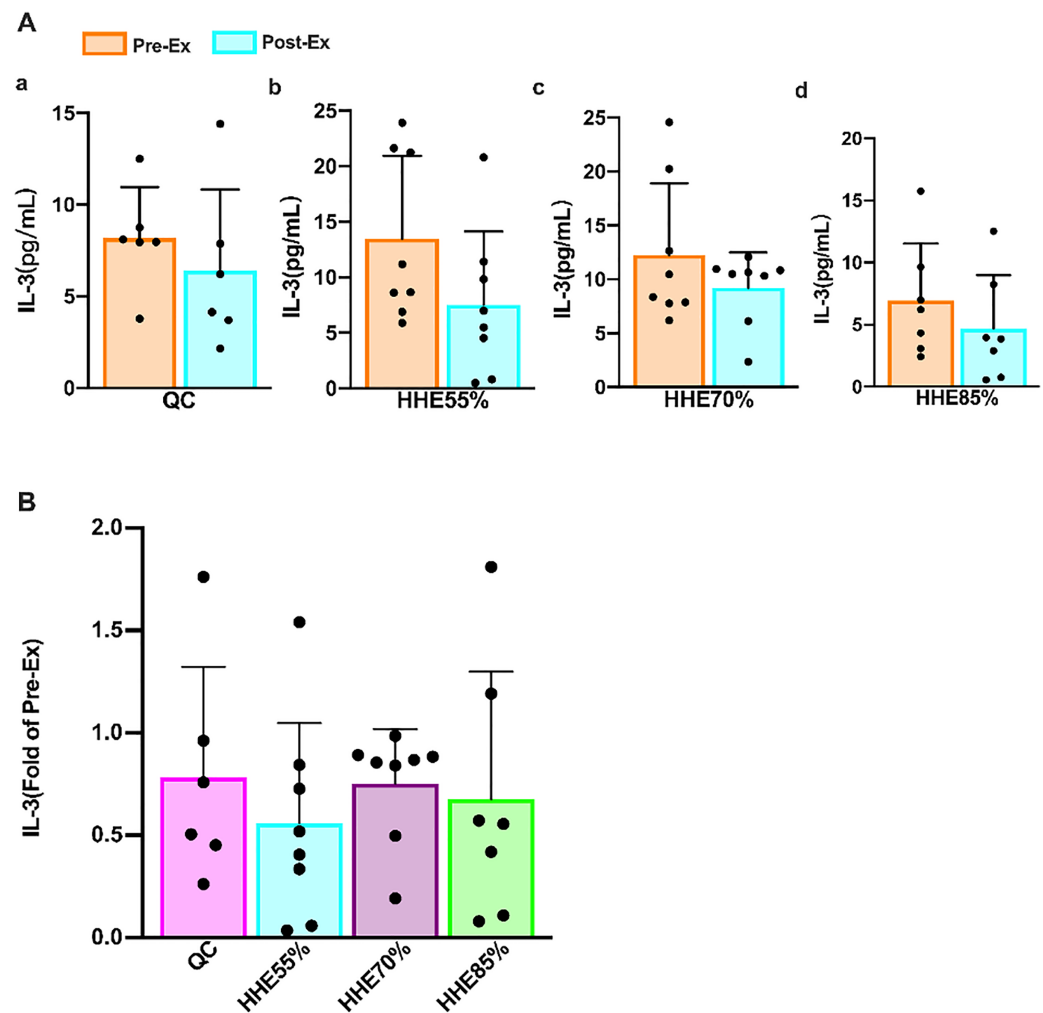 A
Pre-Ex Post-Ex
a
IL-3(pg/mL)
15
10
5
0
QC
b
IL-3(pg/mL)
25
20
15
10
5
0
HHE55%
c
IL-3(pg/mL)
25
20
15
10
5
0
HHE70%
d
IL-3(pg/mL)
20
15
10
5
0
HHE85%
B
IL-3(Fold of Pre-Ex)
2.0
1.5
1.0
0.5
0.0
QC
HHE55%
HHE70%
HHE85%